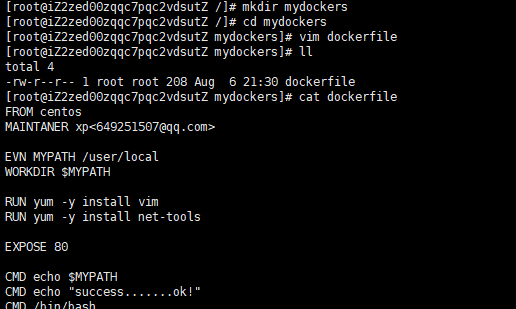 [root@iZ2zed00zqqc7pqc2vdsutZ /]# mkdir mydockers
[root@iZ2zed00zqqc7pqc2vdsutZ /]# cd mydockers
[root@iZ2zed00zqqc7pqc2vdsutZ mydockers]# vim dockerfile
[root@iZ2zed00zqqc7pqc2vdsutZ mydockers]# ll
total 4
-rw-r--r-- 1 root root 208 Aug  6 21:30 dockerfile
[root@iZ2zed00zqqc7pqc2vdsutZ mydockers]# cat dockerfile
FROM centos
MAINTANER xp<649251507@qq.com>
EVN MYPATH /user/local
WORKDIR $MYPATH
RUN yum -y install vim
RUN yum -y install net-tools
EXPOSE 80
CMD echo $MYPATH
CMD echo "success.......ok!"
CMD /bin/bash